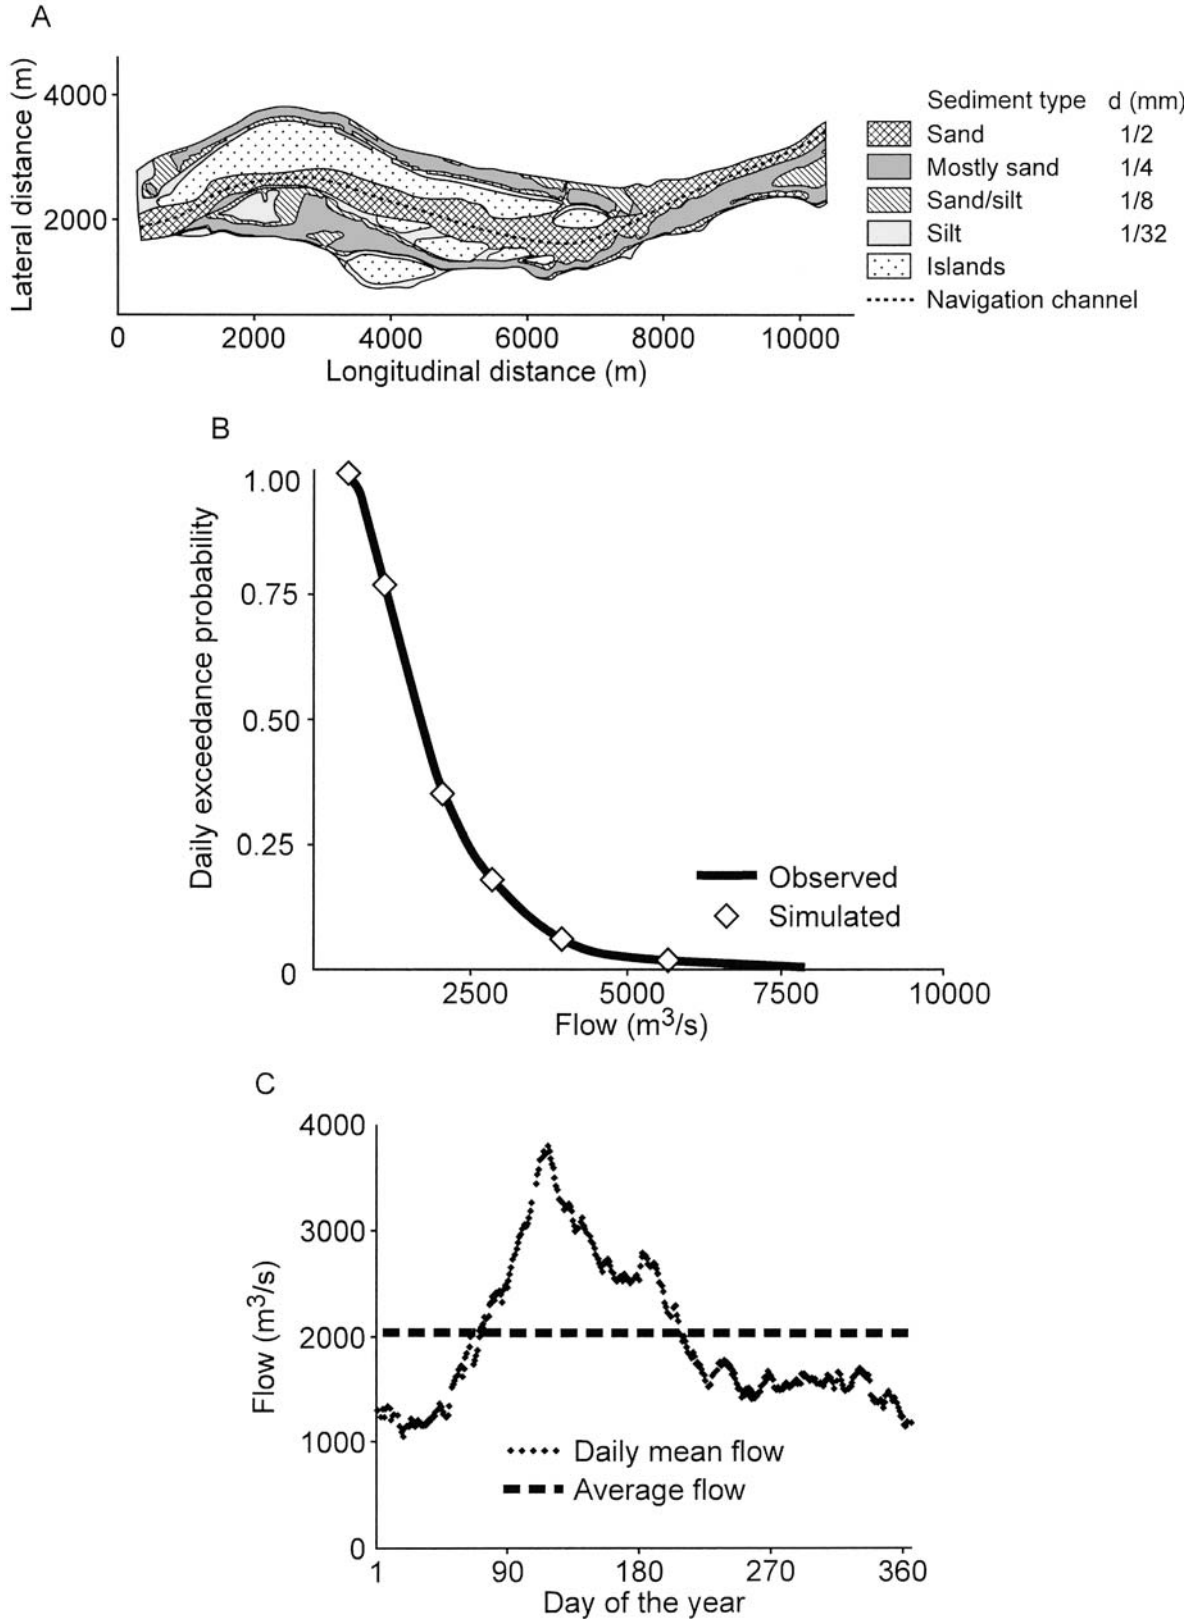 A
Lateral distance (m)
4000
2000
0 2000 4000 6000 8000 10000
Longitudinal distance (m)
Sediment type d (mm)
Sand 1/2
Mostly sand 1/4
Sand/silt 1/8
Silt 1/32
Islands
Navigation channel
B
Daily exceedance probability
1.00
0.75
0.50
0.25
0
Observed
Simulated
2500 5000 7500 10000
Flow (m³/s)
C
Flow (m³/s)
4000
3000
2000
1000
0
Daily mean flow
Average flow
1 90 180 270 360
Day of the year